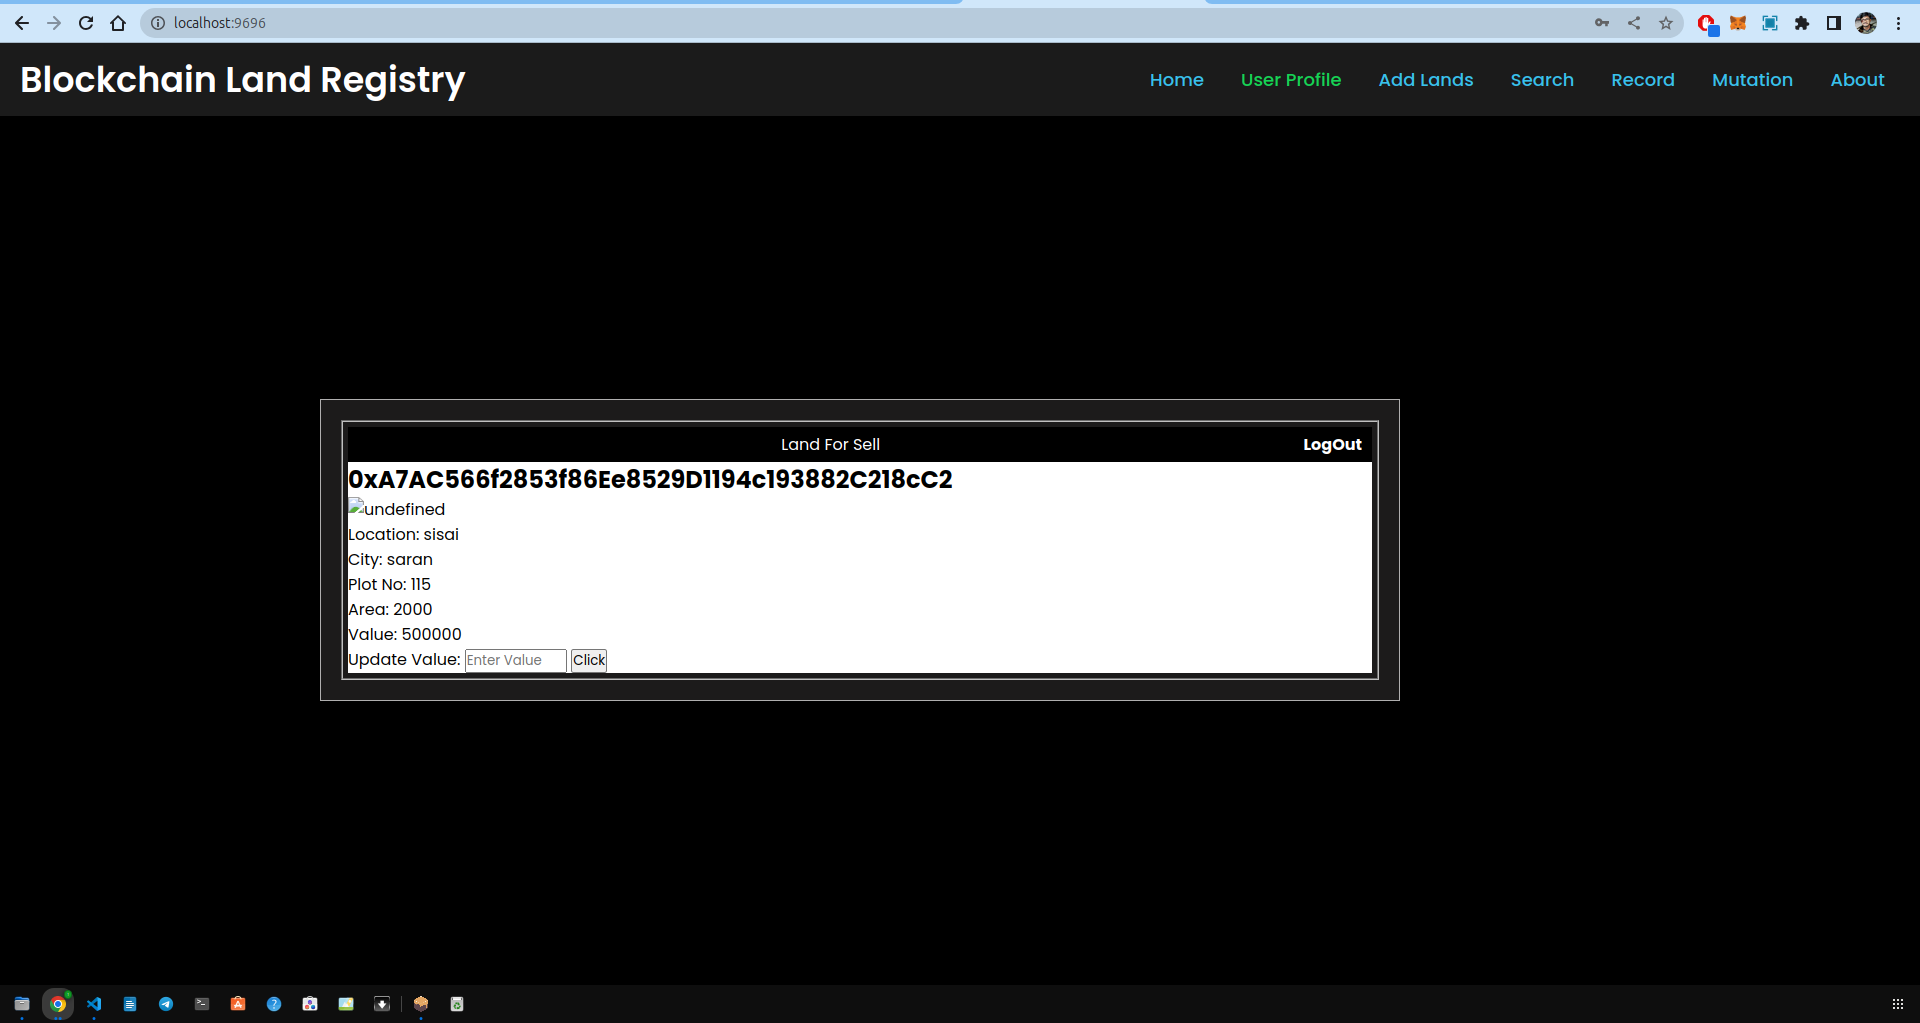 localhost:9696
Blockchain Land Registry
Home User Profile Add Lands Search Record Mutation About
Land For Sell LogOut
0xA7AC566f2853f86Ee8529D1194c193882C218cC2
undefined
Location: sisai
City: saran
Plot No: 115
Area: 2000
Value: 500000
Update Value: Enter Value Click